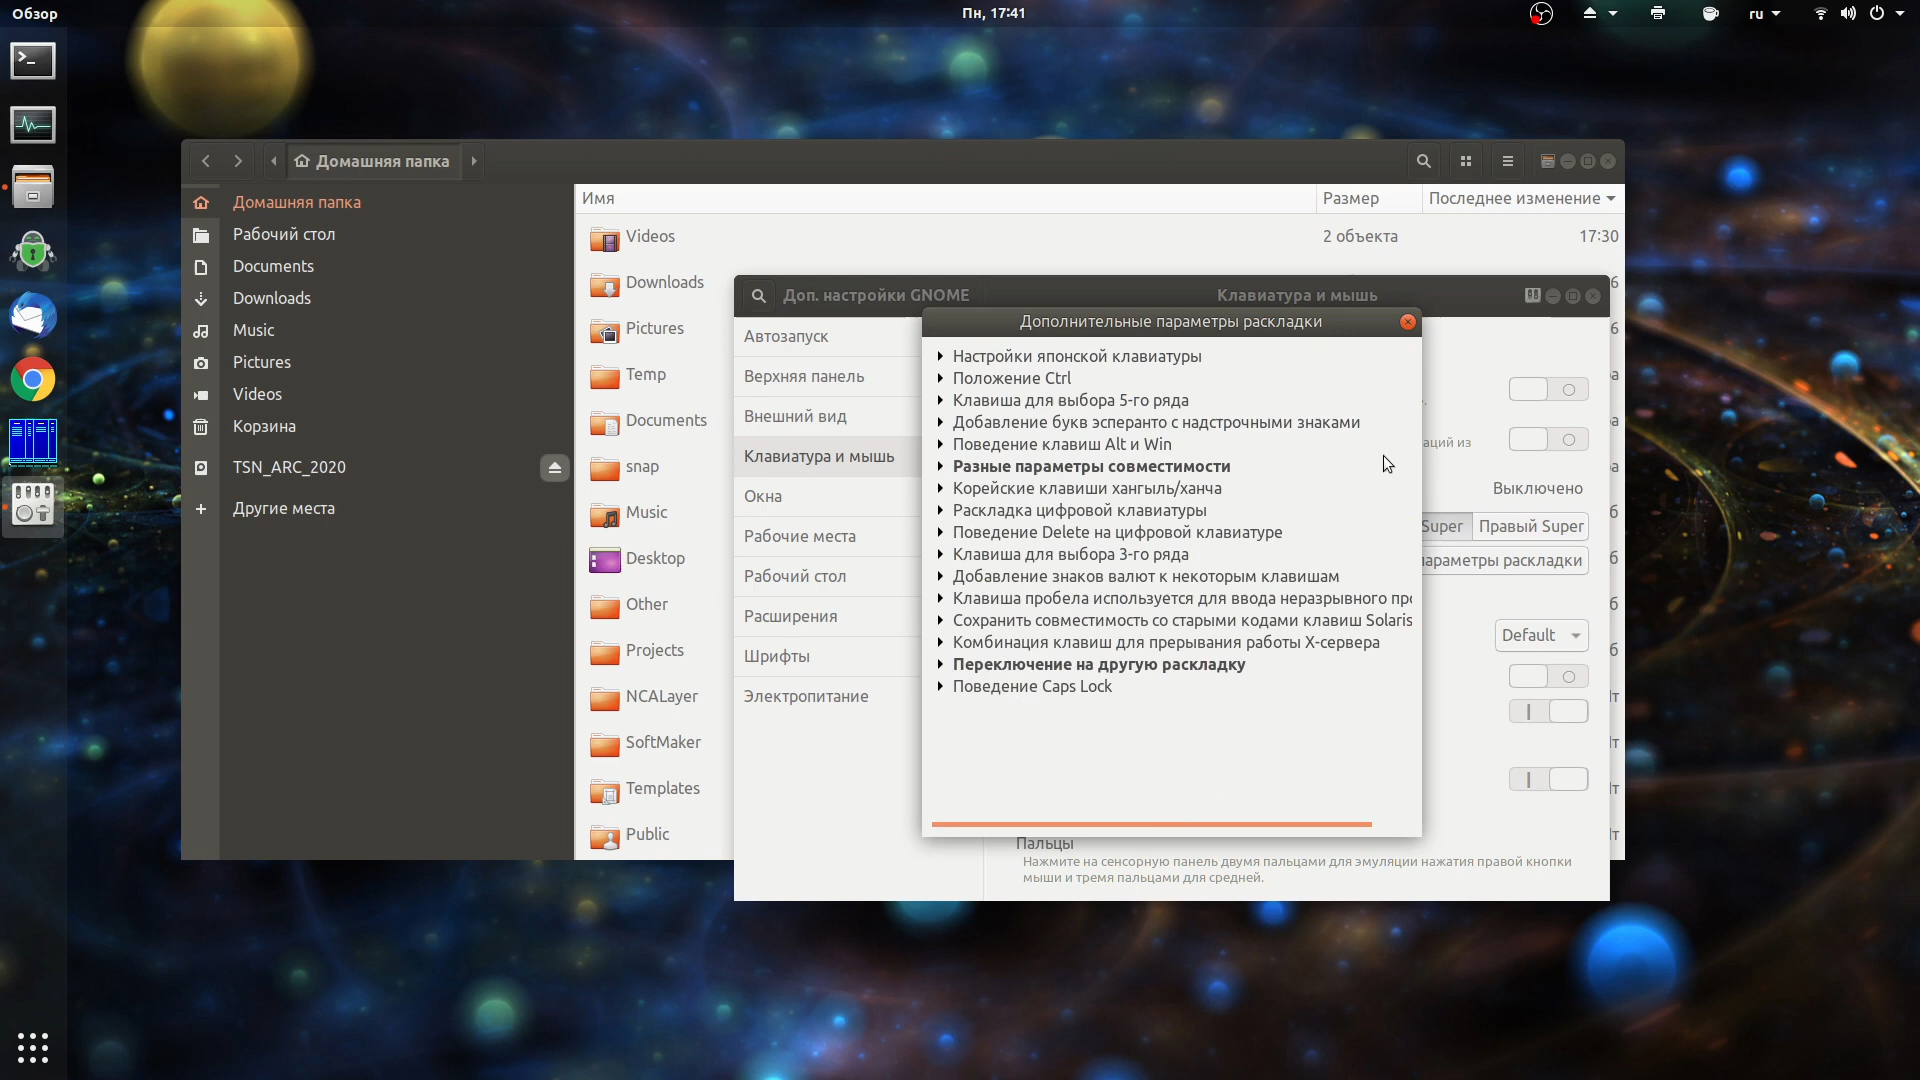 Обзор
Пн, 17:41
ru
Домашняя папка
Домашняя папка
Рабочий стол
Documents
Downloads
Music
Pictures
Videos
Корзина
TSN_ARC_2020
Другие места
Имя
Размер
Последнее изменение
Videos
2 объекта
17:30
Downloads
Pictures
Temp
Documents
snap
Music
Desktop
Other
Projects
NCALayer
SoftMaker
Templates
Public
Доп. настройки GNOME
Клавиатура и мышь
Автозапуск
Верхняя панель
Внешний вид
Клавиатура и мышь
Окна
Рабочие места
Рабочий стол
Расширения
Шрифты
Электропитание
Дополнительные параметры раскладки
Настройки японской клавиатуры
Положение Ctrl
Клавиша для выбора 5-го ряда
Добавление букв эсперанто с надстрочными знаками
Поведение клавиш Alt и Win
Разные параметры совместимости
Корейские клавиши хангыль/ханча
Раскладка цифровой клавиатуры
Поведение Delete на цифровой клавиатуре
Клавиша для выбора 3-го ряда
Добавление знаков валют к некоторым клавишам
Клавиша пробела используется для ввода неразрывного про
Сохранить совместимость со старыми кодами клавиш Solaris
Комбинация клавиш для прерывания работы X-сервера
Переключение на другую раскладку
Поведение Caps Lock
аций из
Выключено
Super
Правый Super
параметры раскладки
Default
Пальцы
Нажмите на сенсорную панель двумя пальцами для эмуляции нажатия правой кнопки
мыши и тремя пальцами для средней.